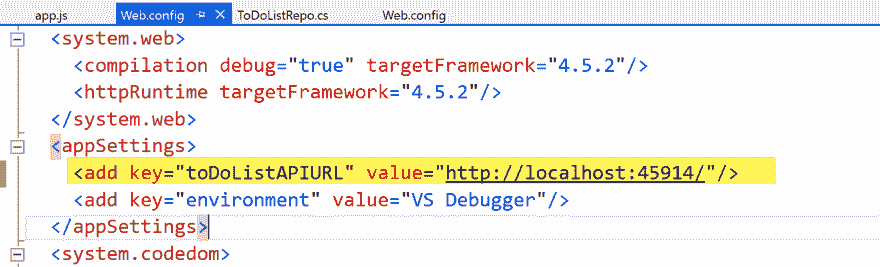 app.js Web.config ToDoListRepo.cs Web.config
<system.web>
<compilation debug="true" targetFramework="4.5.2"/>
<httpRuntime targetFramework="4.5.2"/>
</system.web>
<appSettings>
<add key="toDoListAPIURL" value="http://localhost:45914/"/>
<add key="environment" value="VS Debugger"/>
</appSettings>
<system.codedom>